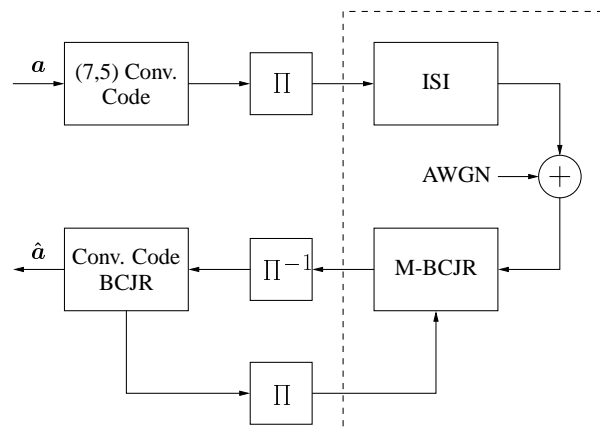 a
(7,5) Conv.
Code
Π
ISI
AWGN
+
â
Conv. Code
BCJR
Π⁻¹
M-BCJR
Π